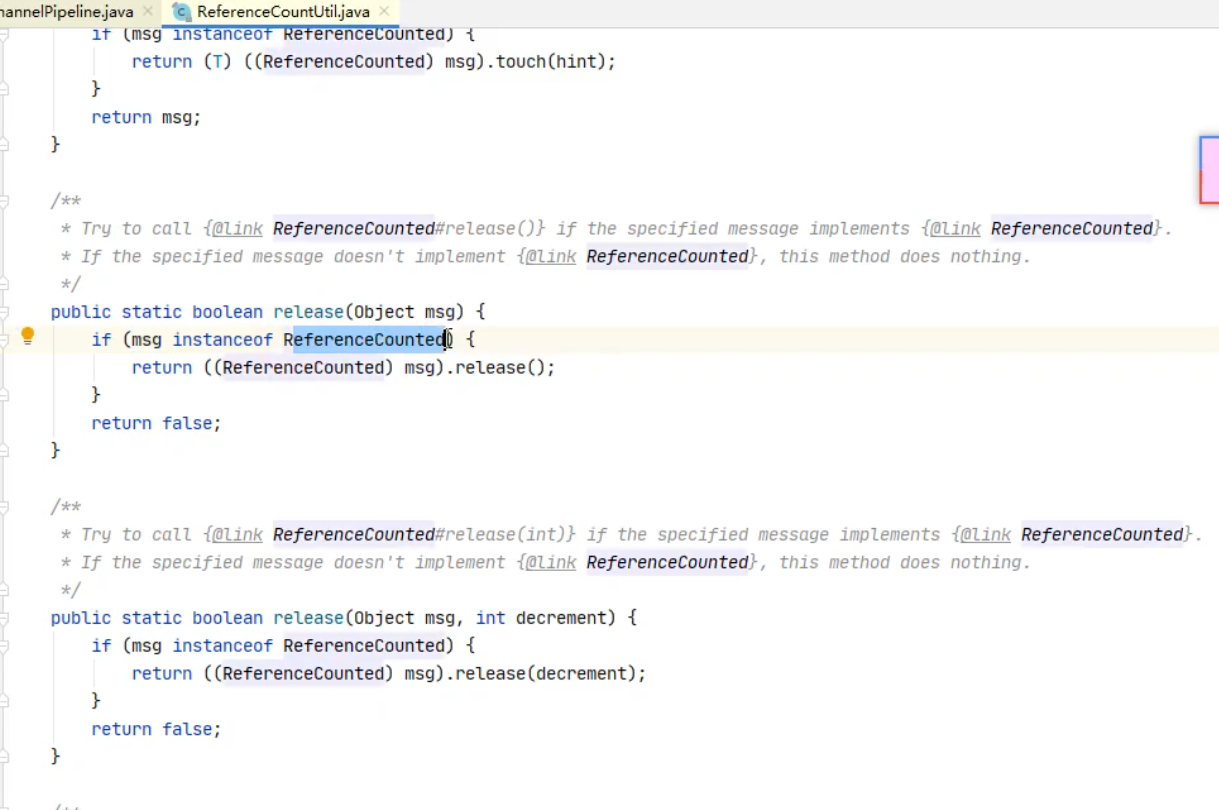 hannelPipeline.java ReferenceCountUtil.java
if (msg instanceof ReferenceCounted) {
return (T) ((ReferenceCounted) msg).touch(hint);
}
return msg;
}
/**
* Try to call {@link ReferenceCounted#release()} if the specified message implements {@link ReferenceCounted}.
* If the specified message doesn't implement {@link ReferenceCounted}, this method does nothing.
*/
public static boolean release(Object msg) {
if (msg instanceof ReferenceCounted) {
return ((ReferenceCounted) msg).release();
}
return false;
}
/**
* Try to call {@link ReferenceCounted#release(int)} if the specified message implements {@link ReferenceCounted}.
* If the specified message doesn't implement {@link ReferenceCounted}, this method does nothing.
*/
public static boolean release(Object msg, int decrement) {
if (msg instanceof ReferenceCounted) {
return ((ReferenceCounted) msg).release(decrement);
}
return false;
}
/**